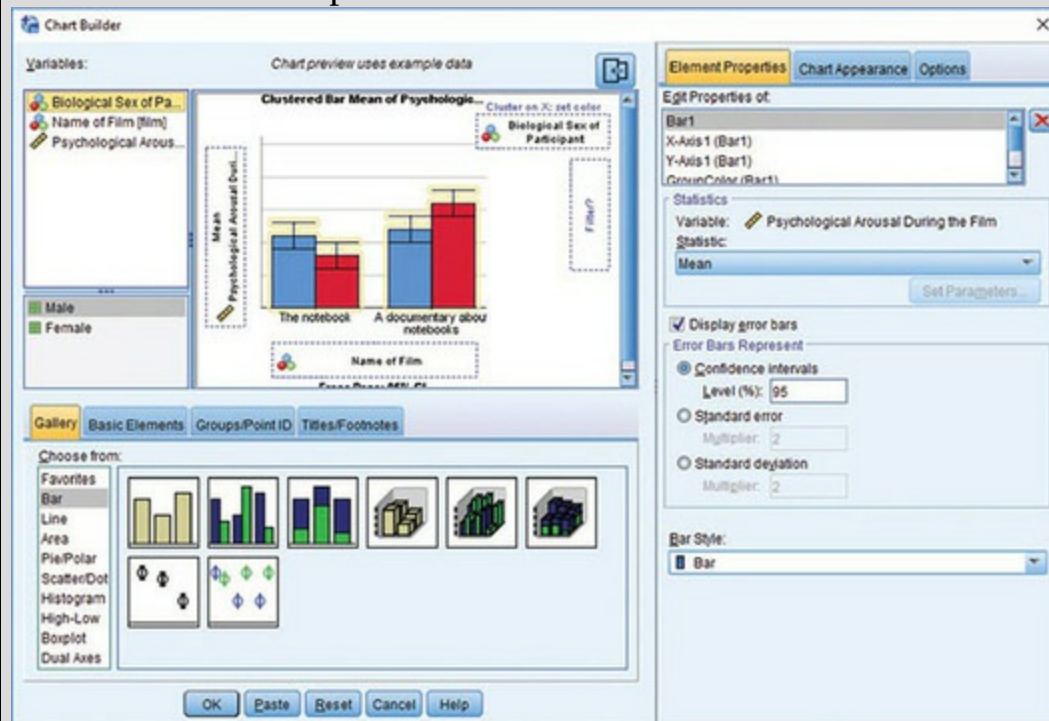 Chart Builder
Variables:
Chart preview uses example data
Biological Sex of Pa...
Name of Film [film]
Psychological Arous...
Male
Female
Clustered Bar Mean of Psychologic...
Cluster on X: set color
Biological Sex of
Participant
Filter?
Mean
Psychological Arousal Duri...
The notebook
A documentary about
notebooks
Name of Film
Error Bars: 95% CI
Gallery
Basic Elements
Groups/Point ID
Titles/Footnotes
Choose from:
Favorites
Bar
Line
Area
Pie/Polar
Scatter/Dot
Histogram
High-Low
Boxplot
Dual Axes
OK
Paste
Reset
Cancel
Help
Element Properties
Chart Appearance
Options
Edit Properties of:
Bar1
X-Axis1 (Bar1)
Y-Axis1 (Bar1)
GroupColor (Bar1)
Statistics
Variable: Psychological Arousal During the Film
Statistic:
Mean
Set Parameters...
Display error bars
Error Bars Represent
Confidence intervals
Level (%): 95
Standard error
Multiplier: 2
Standard deviation
Multiplier: 2
Bar Style:
Bar